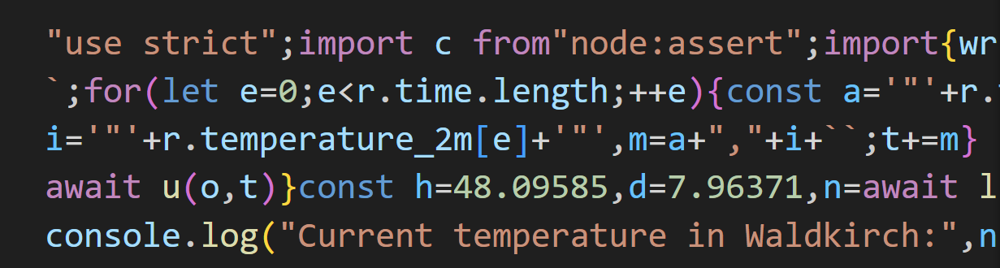 "use strict";import c from"node:assert";import{wr
`;for(let e=0;e<r.time.length;++e){const a='"'+r.
i='"'+r.temperature_2m[e]+'"',m=a+","+i+``;t+=m}
await u(o,t)}const h=48.09585,d=7.96371,n=await l
console.log("Current temperature in Waldkirch:",n